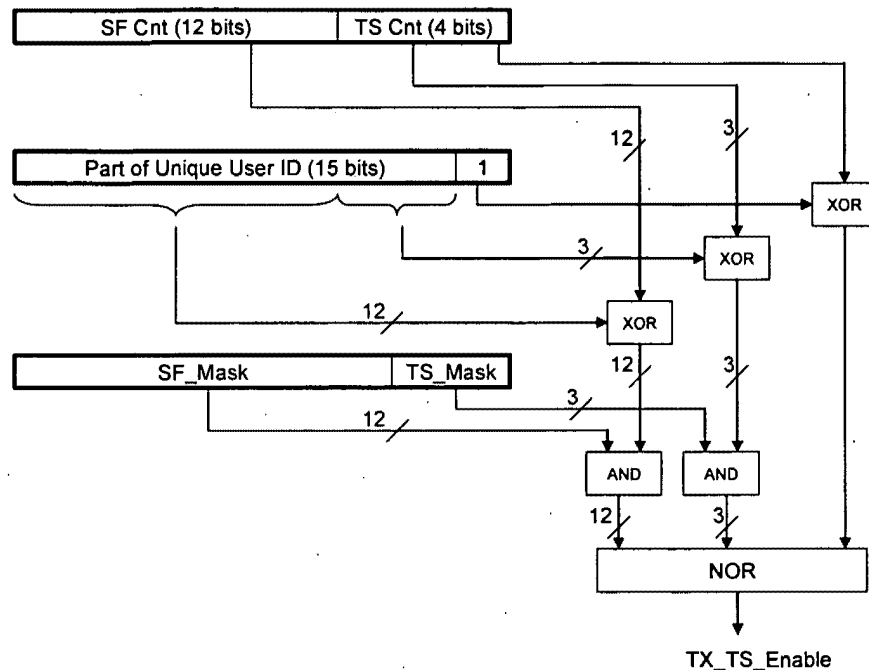 SF Cnt (12 bits) TS Cnt (4 bits)
12 3
Part of Unique User ID (15 bits) 1
XOR
3 XOR
12 XOR
12 3
SF_Mask TS_Mask
12 3
AND AND
12 3
NOR
TX_TS_Enable